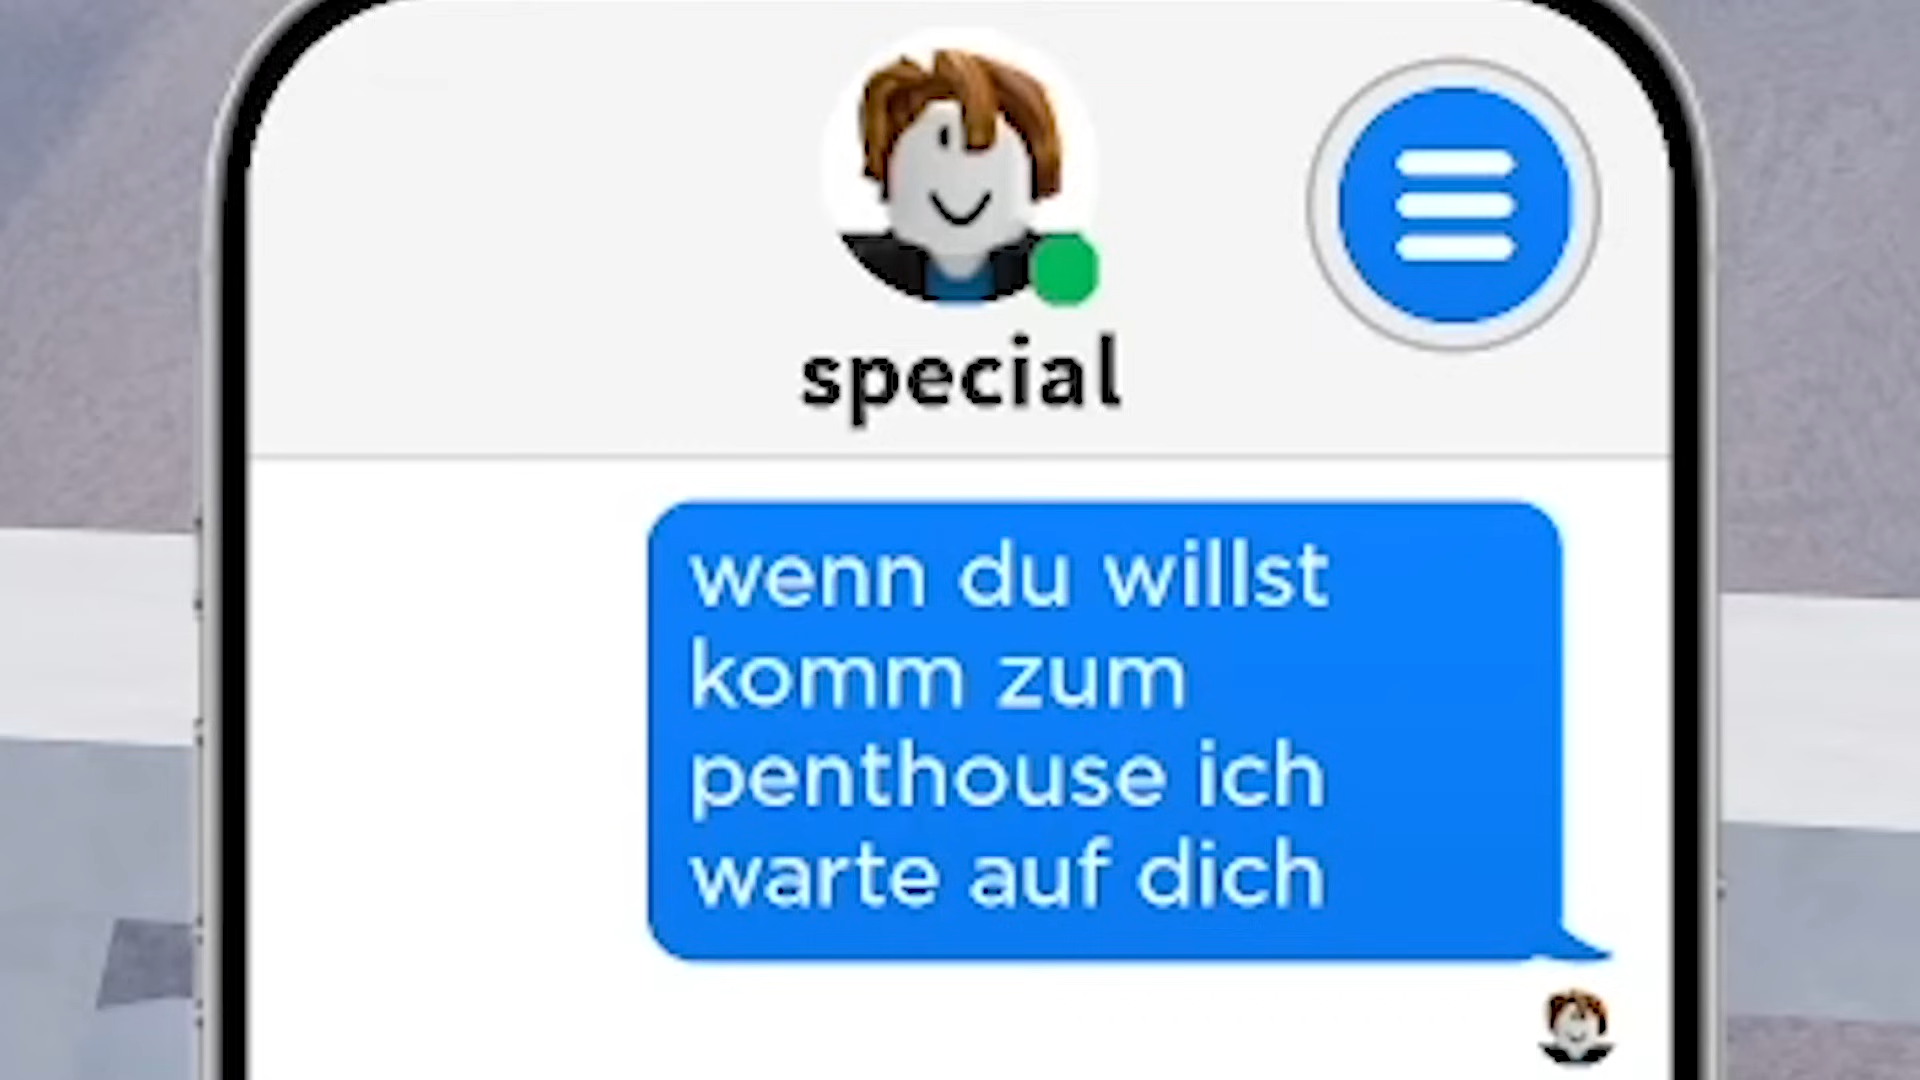 special
wenn du willst
komm zum
penthouse ich
warte auf dich